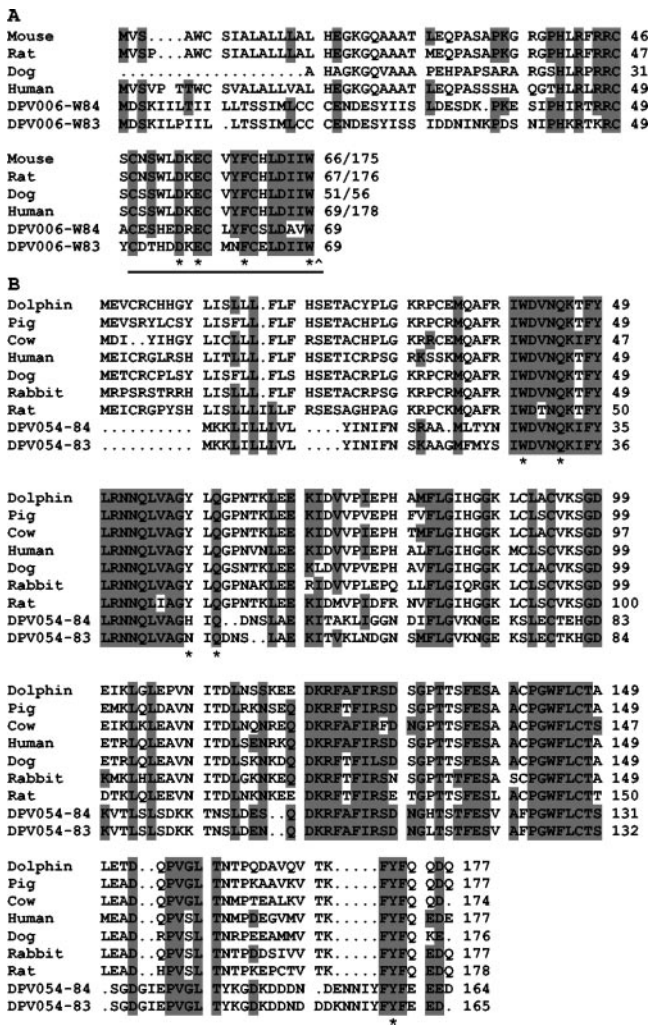 A
Mouse MVS....AWC SIALALLLAL HEGKGQAAAT LEQPASAPKG RGPHLRFRRC 46
Rat MVSP...AWC SIALALLLAL HEGKGQAAAT MEQPASAPKG RGPHLRFRRC 47
Dog .......... .........A HAGKGQVAAA PEHPAPSARA RGSHLRPRRC 31
Human MVSVPTTWC SVALALLVAL HEGKGQAAAT LEQPASSSHAQ GTHLRLRRC 49
DPV006-W84 MDSKIILTII LLTSSIMLCC CENDESYIIS LDESDK.PKE SIPHIRTRRC 49
DPV006-W83 MDSKILPIIL .LTSSIMLCC CENDESYISS IDDNINKPDS NIPHKRTKRC 49
Mouse SCNSWLDKEC VYFCHLDIIW 66/175
Rat SCNSWLDKEC VYFCHLDIIW 67/176
Dog SCSSWLDKEC VYFCHLDIIW 51/56
Human SCSSWLDKEC VYFCHLDIIW 69/178
DPV006-W84 ACESHEDREC LYFCSLDAVW 69
DPV006-W83 YCDTHDDKEC MNFCELDIIW 69
* * * *^
B
Dolphin MEVCRCHHGY LISLLL.FLF HSETACYPLG KRPCEMQAFR IWDVNQKTFY 49
Pig MEVSRYLCSY LISFLL.FLF HSETACRPLG KRPCRMQAFR IWDVNQKTFY 49
Cow MDI..YIHGY LICLLL.FLF RSETACHPLG KRRCEMQAFR IWDVNQKTFY 47
Human MEICRGLRSH LITLLL.FLF HSETICRPSG RKSSKMQAFR IWDVNQKTFY 49
Dog METCRCPLSY LISFLL.FLS HSETACRPLG KRPCRMQAFR IWDVNQKTFY 49
Rabbit MRPSRSTRRH LISLLL.FLF HSETACRPSG KRPCRMQAFR IWDVNQKTFY 49
Rat MEICRGPYSH LISLLLILLF RSESAGHPAG KRPCKMQAFR IWDTNQKTFY 50
DPV054-84 .......... MKKLILLLVL ....YINIFNS RAA.MLTYN IWDVNQKIFY 35
DPV054-83 .......... MKKLILLLVL ....YINIFN SKAAGMFMYS IWDVNQKIFY 36
* *
Dolphin LRNNQLVAGY LQGPNTKLEE KIDVVPIEPH AMFLGIHGGK LCLACVKSGD 99
Pig LRNNQLVAGY LQGPNTKLEE KIDVVPVEPH FVFLGIHGGK LCLSCVKSGD 99
Cow LRNNQLVAGY LQGPNTKLEE KIDVVPIEPH TMFLGIHGGK LCLACVKSGD 97
Human LRNNQLVAGY LQGPNVNLEE KIDVVPIEPH ALFLGIHGGK MCLSCVKSGD 99
Dog LRNNQLVAGY LQGSNTKLEE KLDVVPVEPH AVFLGIHGGK LCLACVKSGD 99
Rabbit LRNNQLVAGY LQGPNAKLEE RIDVVPLEPQ LLFLGIQRGK LCLSCVKSGD 99
Rat LRNNQLIAGY LQGPNTKLEE KIDMVPIDFR NVFLGIHGGK LCLSCVKSGD 100
DPV054-84 LRNNQLVAGH IQ..DNSLAE KITAKLIGGN DIFLGVKNGE KSLECTEHGD 83
DPV054-83 LRNNQLVAGN IQDNS..LAE KITVKLNDGN SMFLGVKNGE KSLECTKHGD 84
* *
Dolphin EIKLGLEPVN ITDLNSSKEE DKRFAFIRSD SGPTTSFESA ACPGWFLCTA 149
Pig EMKLQLDAVN ITDLRKNSEQ DKRFTFIRSD SGPTTSFESA ACPGWFLCTA 149
Cow EIKLKLEAVN ITDLNQNREQ DKRFAFIRFD NGPTTSFESA ACPGWFLCTS 147
Human ETRLQLEAVN ITDLSENRKQ DKRFAFIRSD SGPTTSFESA ACPGWFLCTA 149
Dog ETRLQLEAVN ITDLSKNKDQ DKRFTFILSD SGPTTSFESA ACPGWFLCTA 149
Rabbit KMKLHLEAVN ITDLGKNKEQ DKRFAFIRSN SGPTTTFESA SCPGWFLCTA 149
Rat DTKLQLEEVN ITDLNKNKEE DKRFTFIRSE TGPTTSFESL ACPGWFLCTT 150
DPV054-84 KVTLSLSDKK TNSLDES..Q DKRFAFIRSD NGHTSTFESV AFPGWFLCTS 131
DPV054-83 KVTLSLSDKK TNSLDEN..Q DKRFAFIRSD NGLTSTFESV AFPGWFLCTS 132
Dolphin LETD..QPVGL TNTPQDAVQV TK.....FYFQ QDQ 177
Pig LEAD..QPVGL TNTPKAAVKV TK.....FYFQ QDQ 177
Cow LEAD..QPVGL TNMPTEALKV TK.....FYFQ QD. 174
Human MEAD..QPVSL TNMPDEGVMV TK.....FYFQ EDE 177
Dog LEAD..RPVSL TNRPEEAMMV TK.....FYFQ KE. 176
Rabbit LEAD..QPVSL TNTPDDSIVV TK.....FYFQ EDQ 177
Rat LEAD..HPVSL TNTPKEPCTV TK.....FYFQ EDQ 178
DPV054-84 .SGDGIEPVGL TYKGDKDDDN .DENNIYFYFE EED 164
DPV054-83 .SGDGIEPVGL TYKGDKDDND DDKNNIYFYFE ED. 165
*